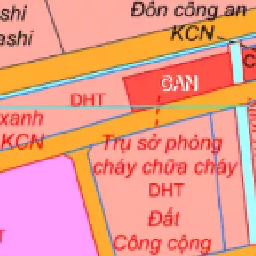 shi
ashi
Đồn công an
KCN
CAN
C
DHT
xanh
KCN
Trụ sở phòng
cháy chữa cháy
DHT
Đất
Công cộng
T